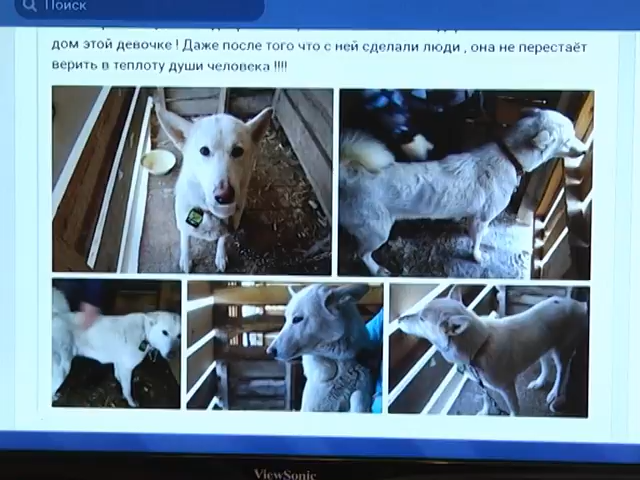 Поиск
дом этой девочке ! Даже после того что с ней сделали люди , она не перестаёт
верить в теплоту души человека !!!!
ViewSonic